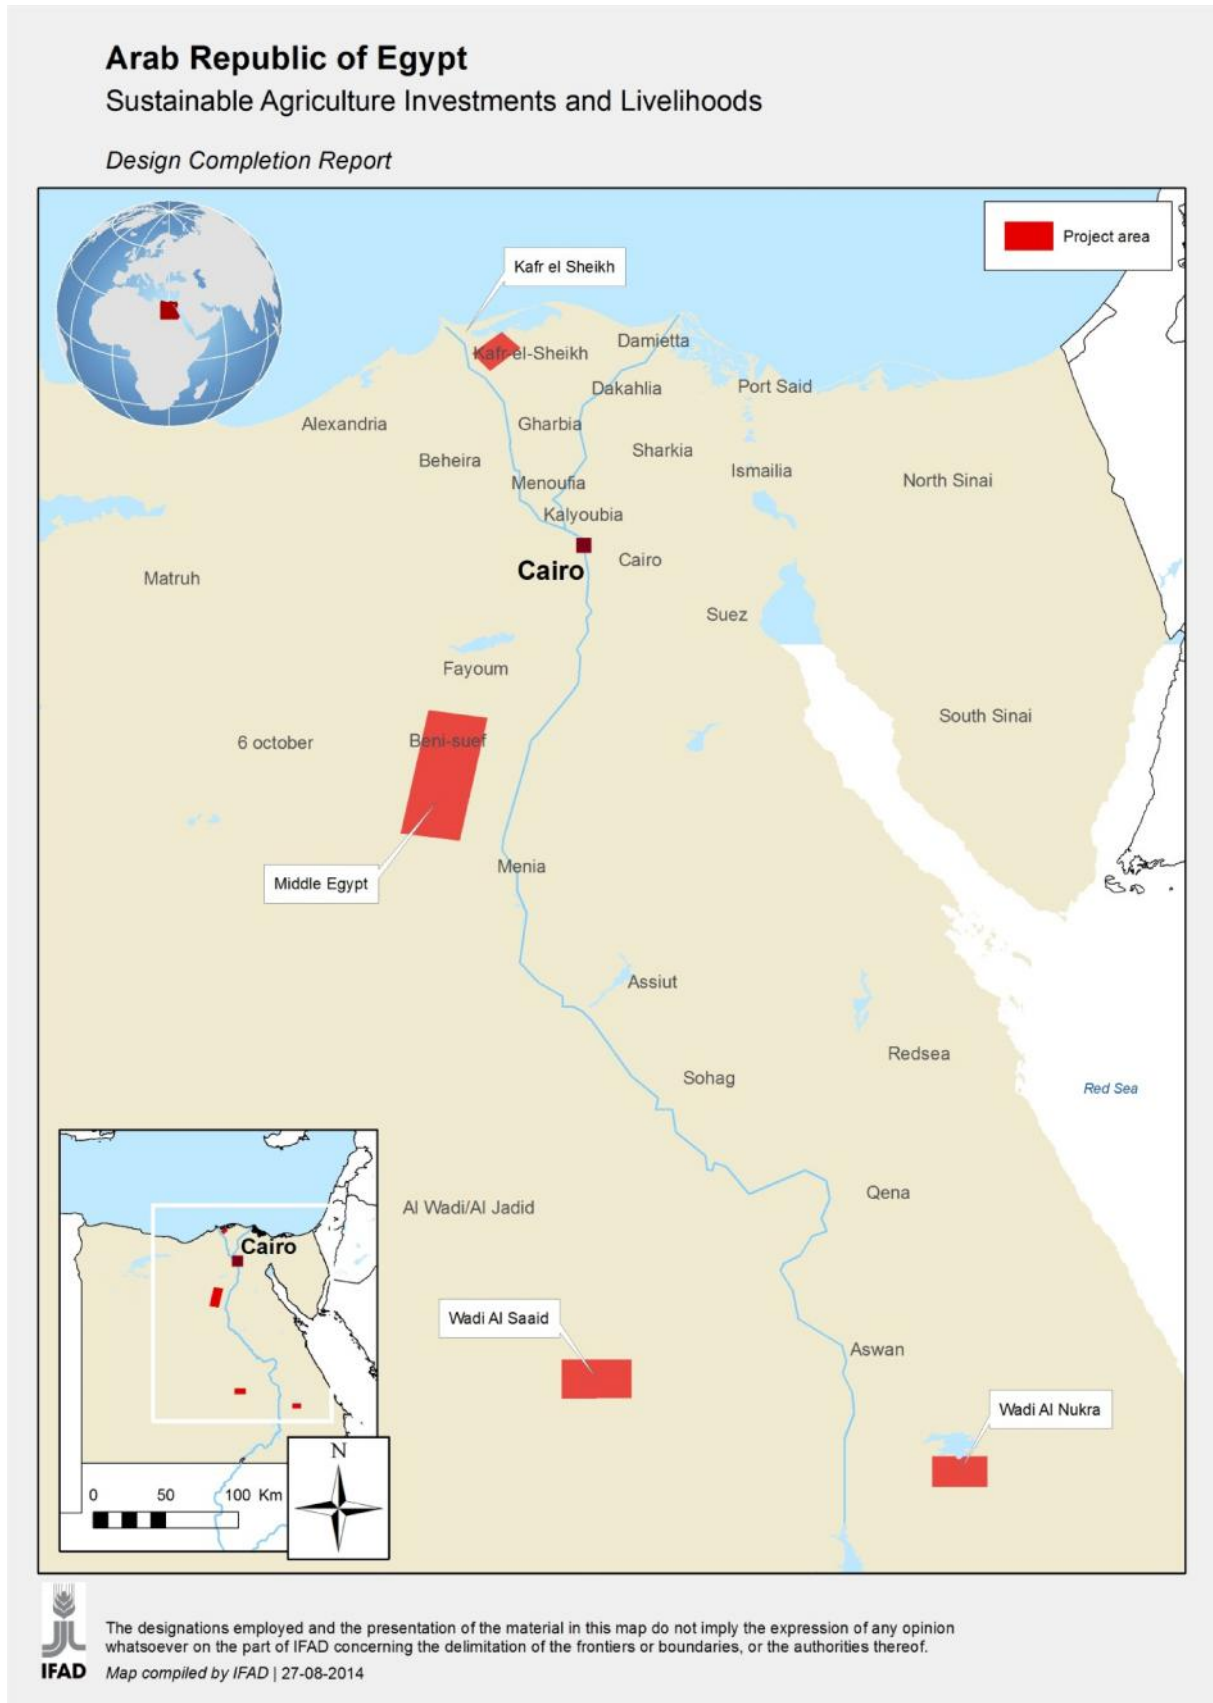 Arab Republic of Egypt
Sustainable Agriculture Investments and Livelihoods
Design Completion Report
Project area
Kafr el Sheikh
Damietta
Kafr el-Sheikh
Dakahlia
Port Said
Alexandria
Gharbia
Sharkia
Beheira
Ismailia
Menoufia
North Sinai
Kalyoubia
Cairo
Cairo
Matruh
Suez
Fayoum
South Sinai
6 october
Beni-suef
Menia
Middle Egypt
Assiut
Redsea
Sohag
Red Sea
Qena
Al Wadi/Al Jadid
Cairo
Wadi Al Saaid
Aswan
Wadi Al Nukra
N
0 50 100 Km
The designations employed and the presentation of the material in this map do not imply the expression of any opinion
whatsoever on the part of IFAD concerning the delimitation of the frontiers or boundaries, or the authorities thereof.
IFAD
Map compiled by IFAD | 27-08-2014